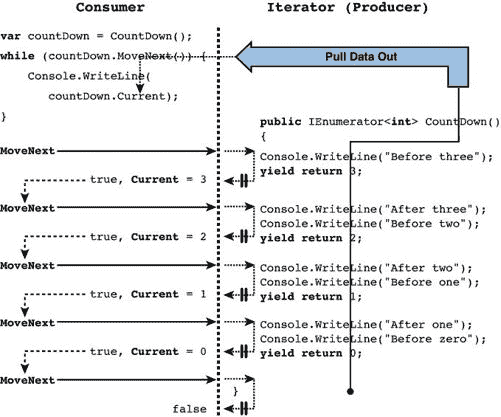 Consumer
Iterator (Producer)
var countDown = CountDown();
while (countDown.MoveNext()) {
Console.WriteLine(
countDown.Current);
}
Pull Data Out
public IEnumerator<int> CountDown()
{
MoveNext
Console.WriteLine("Before three");
yield return 3;
true, Current = 3
MoveNext
Console.WriteLine("After three");
Console.WriteLine("Before two");
yield return 2;
true, Current = 2
MoveNext
Console.WriteLine("After two");
Console.WriteLine("Before one");
yield return 1;
true, Current = 1
MoveNext
Console.WriteLine("After one");
Console.WriteLine("Before zero");
yield return 0;
true, Current = 0
MoveNext
}
false